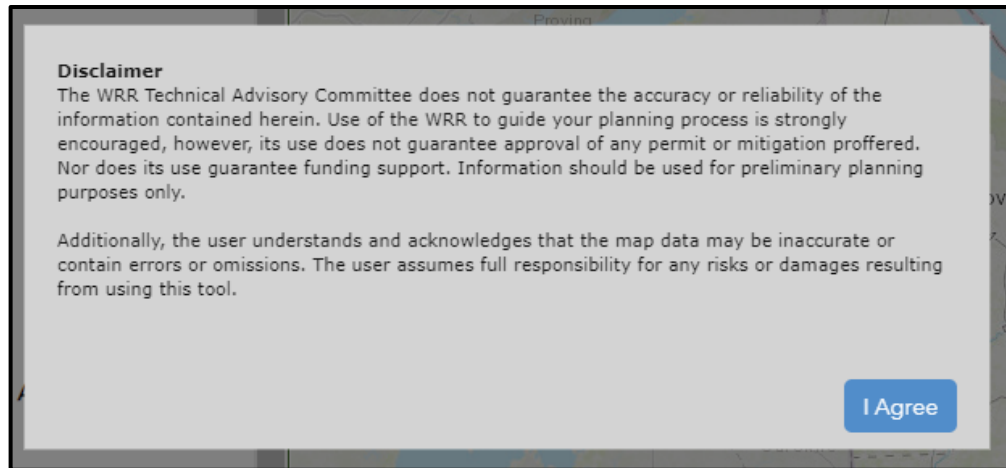 Proving
Disclaimer
The WRR Technical Advisory Committee does not guarantee the accuracy or reliability of the
information contained herein. Use of the WRR to guide your planning process is strongly
encouraged, however, its use does not guarantee approval of any permit or mitigation proffered.
Nor does its use guarantee funding support. Information should be used for preliminary planning
purposes only.
Additionally, the user understands and acknowledges that the map data may be inaccurate or
contain errors or omissions. The user assumes full responsibility for any risks or damages resulting
from using this tool.
I Agree